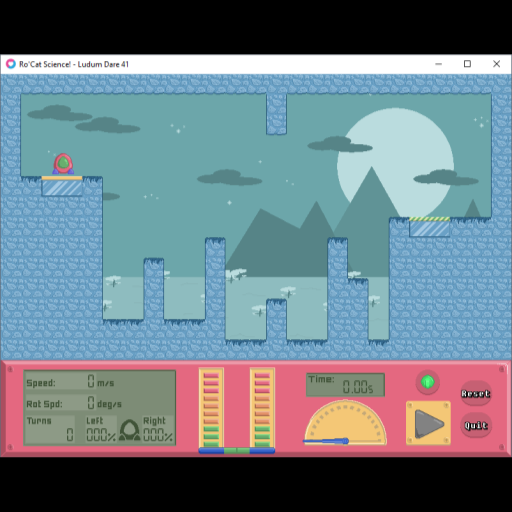 Ro'Cat Science! - Ludum Dare 41
Speed: 0 m/s
Rot Spd: 0 deg/s
Turns Left Right
0 000% 000%
Time: 0.00s
Reset
Quit